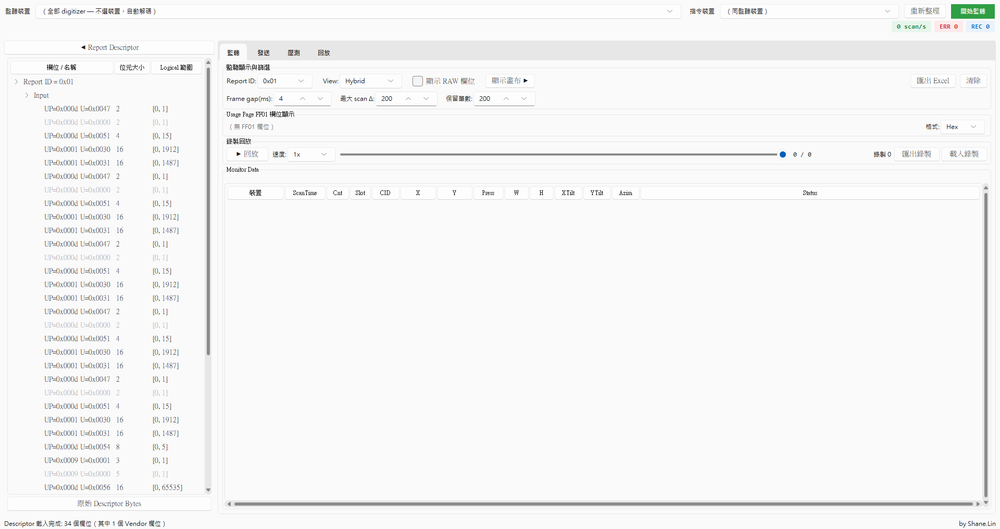 監聽裝置 （全部 digitizer — 不選裝置，自動解碼） 指令裝置 （同監聽裝置） 重新整理 開始監聽
0 scan/s ERR 0 REC 0
◄ Report Descriptor
欄位 / 名稱 位元大小 Logical 範圍
Report ID = 0x01
Input
UP=0x000d U=0x0047 2 [0, 1]
UP=0x000d U=0x0000 2 [0, 1]
UP=0x000d U=0x0051 4 [0, 15]
UP=0x0001 U=0x0030 16 [0, 1912]
UP=0x0001 U=0x0031 16 [0, 1487]
UP=0x000d U=0x0047 2 [0, 1]
UP=0x000d U=0x0000 2 [0, 1]
UP=0x000d U=0x0051 4 [0, 15]
UP=0x0001 U=0x0030 16 [0, 1912]
UP=0x0001 U=0x0031 16 [0, 1487]
UP=0x000d U=0x0047 2 [0, 1]
UP=0x000d U=0x0000 2 [0, 1]
UP=0x000d U=0x0051 4 [0, 15]
UP=0x0001 U=0x0030 16 [0, 1912]
UP=0x0001 U=0x0031 16 [0, 1487]
UP=0x000d U=0x0047 2 [0, 1]
UP=0x000d U=0x0000 2 [0, 1]
UP=0x000d U=0x0051 4 [0, 15]
UP=0x0001 U=0x0030 16 [0, 1912]
UP=0x0001 U=0x0031 16 [0, 1487]
UP=0x000d U=0x0047 2 [0, 1]
UP=0x000d U=0x0000 2 [0, 1]
UP=0x000d U=0x0051 4 [0, 15]
UP=0x0001 U=0x0030 16 [0, 1912]
UP=0x0001 U=0x0031 16 [0, 1487]
UP=0x000d U=0x0054 8 [0, 5]
UP=0x0009 U=0x0001 3 [0, 1]
UP=0x0009 U=0x0000 5 [0, 1]
UP=0x000d U=0x0056 16 [0, 65535]
原始 Descriptor Bytes
監聽 發送 壓測 回放
監聽顯示與篩選
Report ID: 0x01 View: Hybrid 顯示 RAW 欄位 顯示畫布 ► 匯出 Excel 清除
Frame gap(ms): 4 最大 scan Δ: 200 保留筆數: 200
Usage Page FF01 欄位顯示
（無 FF01 欄位） 格式: Hex
錄製回放
► 回放 速度: 1x 0 / 0 錄製 0 匯出錄製 載入錄製
Monitor Data
裝置 ScanTime Cnt Slot CID X Y Press W H XTilt YTilt Azim Status
Descriptor 載入完成: 34 個欄位（其中 1 個 Vendor 欄位） by Shane.Lin